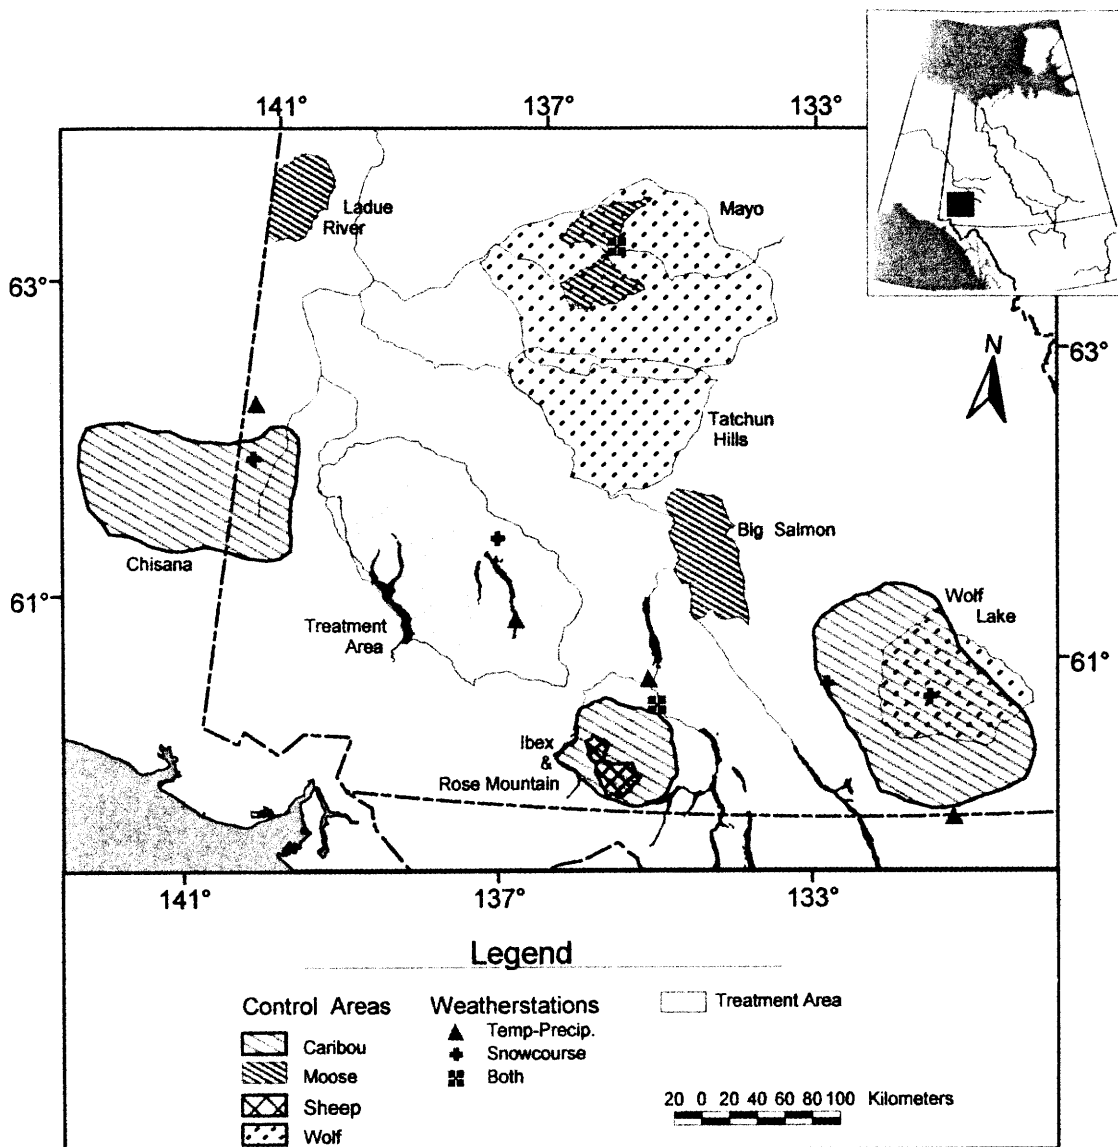 141°
137°
133°
Ladue
River
Mayo
63°
N
63°
Tatchun
Hills
Big Salmon
Chisana
61°
Treatment
Area
Wolf
Lake
61°
Ibex
&
Rose Mountain
141°
137°
133°
Legend
Control Areas
Weatherstations
Treatment Area
Temp-Precip.
Caribou
Snowcourse
Moose
Both
Sheep
20 0 20 40 60 80 100 Kilometers
Wolf